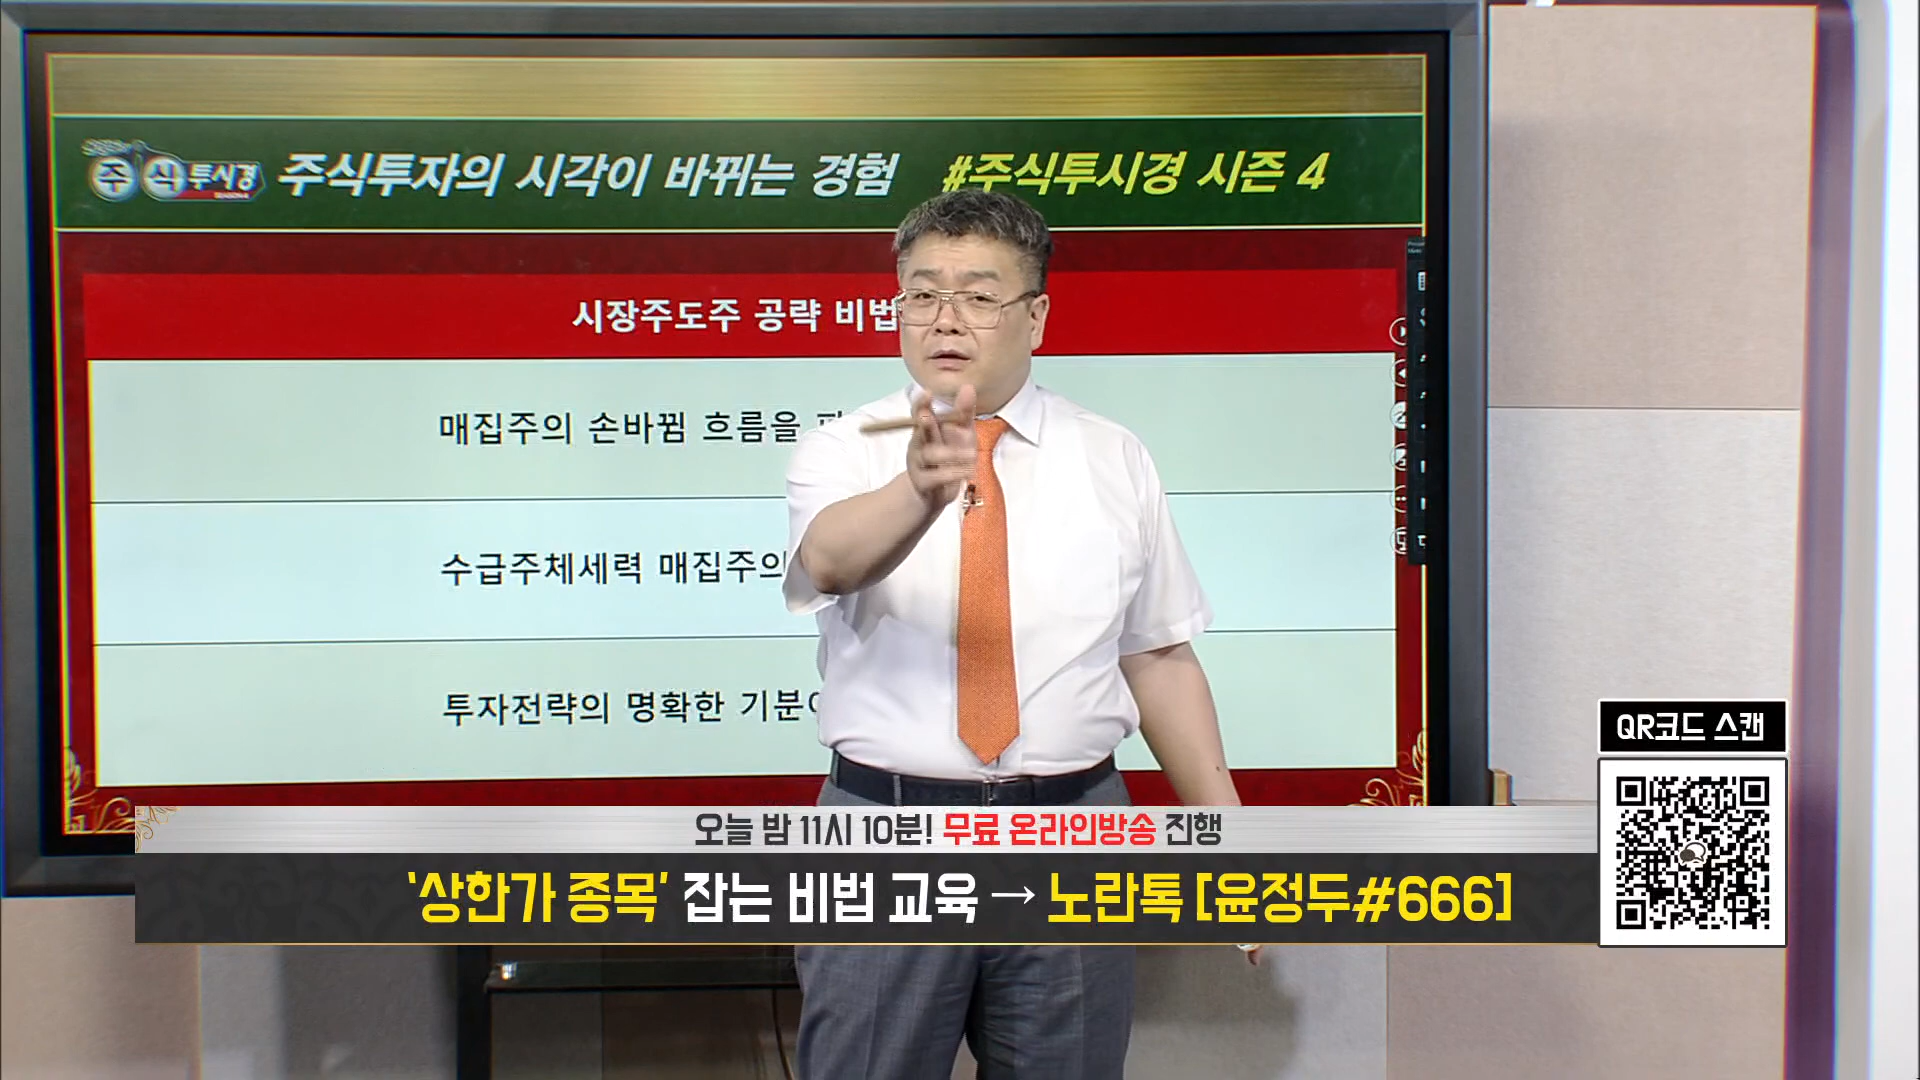 주식투시경 주식투자의 시각이 바뀌는 경험 #주식투시경 시즌 4
시장주도주 공략 비법
매집주의 손바뀜 흐름을
수급주체세력 매집주의
투자전략의 명확한 기분이
QR코드 스캔
오늘 밤 11시 10분! 무료 온라인방송 진행
‘상한가 종목’ 잡는 비법 교육 → 노란톡 [윤정두#666]